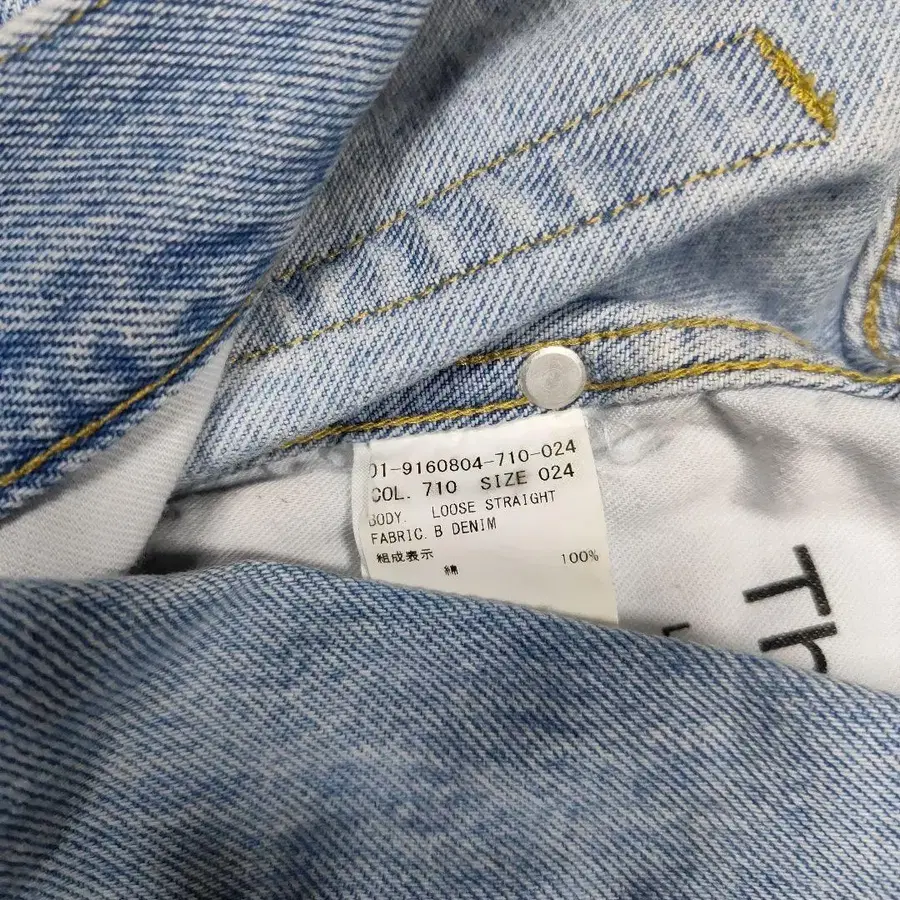 01-9160804-710-024
COL. 710 SIZE 024
BODY. LOOSE STRAIGHT
FABRIC. B DENIM
組成表示
綿 100%
Th
L